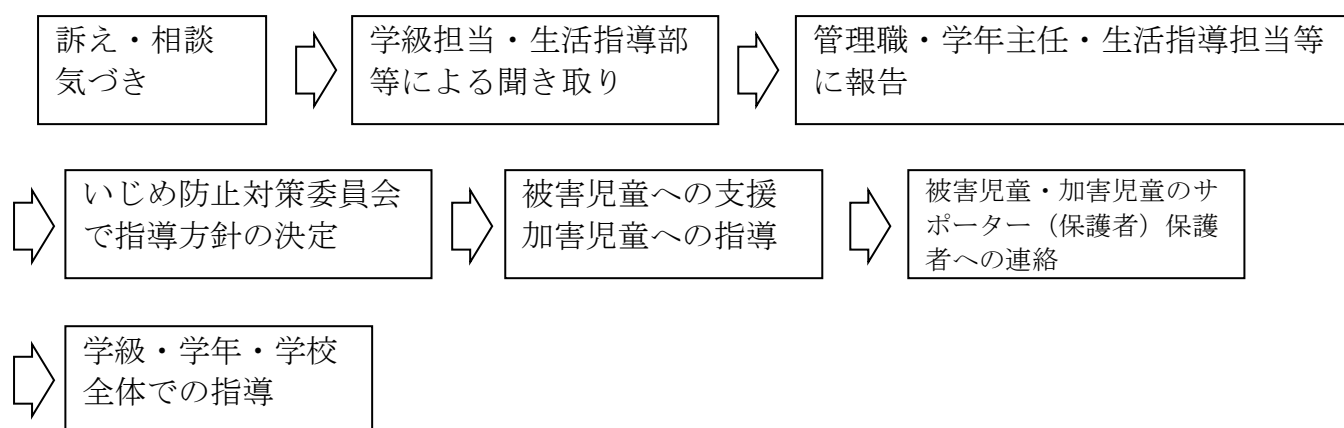 訴え・相談
気づき
学級担当・生活指導部
等による聞き取り
管理職・学年主任・生活指導担当等
に報告
いじめ防止対策委員会
で指導方針の決定
被害児童への支援
加害児童への指導
被害児童・加害児童のサ
ポーター（保護者）保護
者への連絡
学級・学年・学校
全体での指導